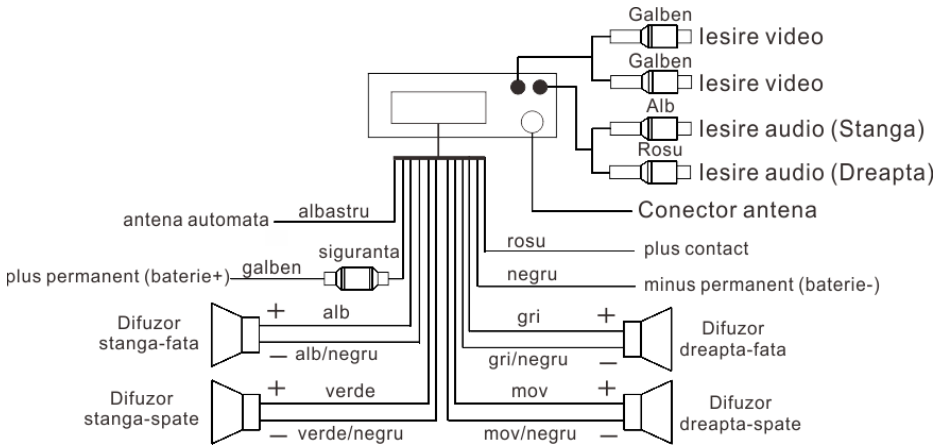 Galben
Iesire video
Galben
Iesire video
Alb
Iesire audio (Stanga)
Rosu
Iesire audio (Dreapta)
Conector antena
antena automata
albastru
rosu
plus contact
siguranta
plus permanent (baterie+)
galben
negru
minus permanent (baterie-)
Difuzor
stanga-fata
+
alb
–
alb/negru
gri
+
gri/negru
–
Difuzor
dreapta-fata
Difuzor
stanga-spate
+
verde
–
verde/negru
mov
+
mov/negru
–
Difuzor
dreapta-spate